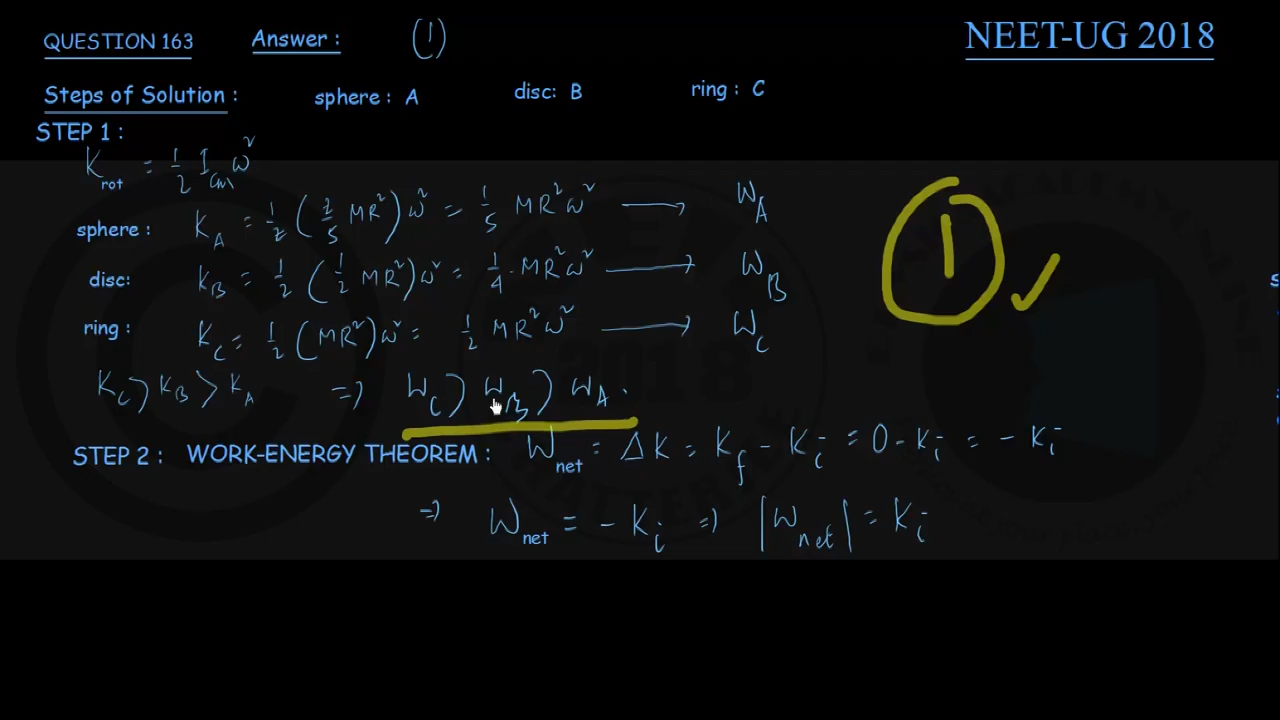 QUESTION 163 Answer : (1) NEET-UG 2018
Steps of Solution : sphere : A disc: B ring : C
STEP 1 :
K_rot = 1/2 I_cm ω²
sphere : K_A = 1/2 (2/5 MR²) ω² = 1/5 MR²ω² ⟶ W_A
disc: K_B = 1/2 (1/2 MR²) ω² = 1/4 · MR²ω² ⟶ W_B
ring : K_C = 1/2 (MR²) ω² = 1/2 MR²ω² ⟶ W_C
1 ✓
K_C > K_B > K_A ⇒ W_C > W_B > W_A .
STEP 2 : WORK-ENERGY THEOREM : W_net = ΔK = K_f - K_i = 0 - K_i = - K_i
⇒ W_net = - K_i ⇒ |W_net| = K_i
2018